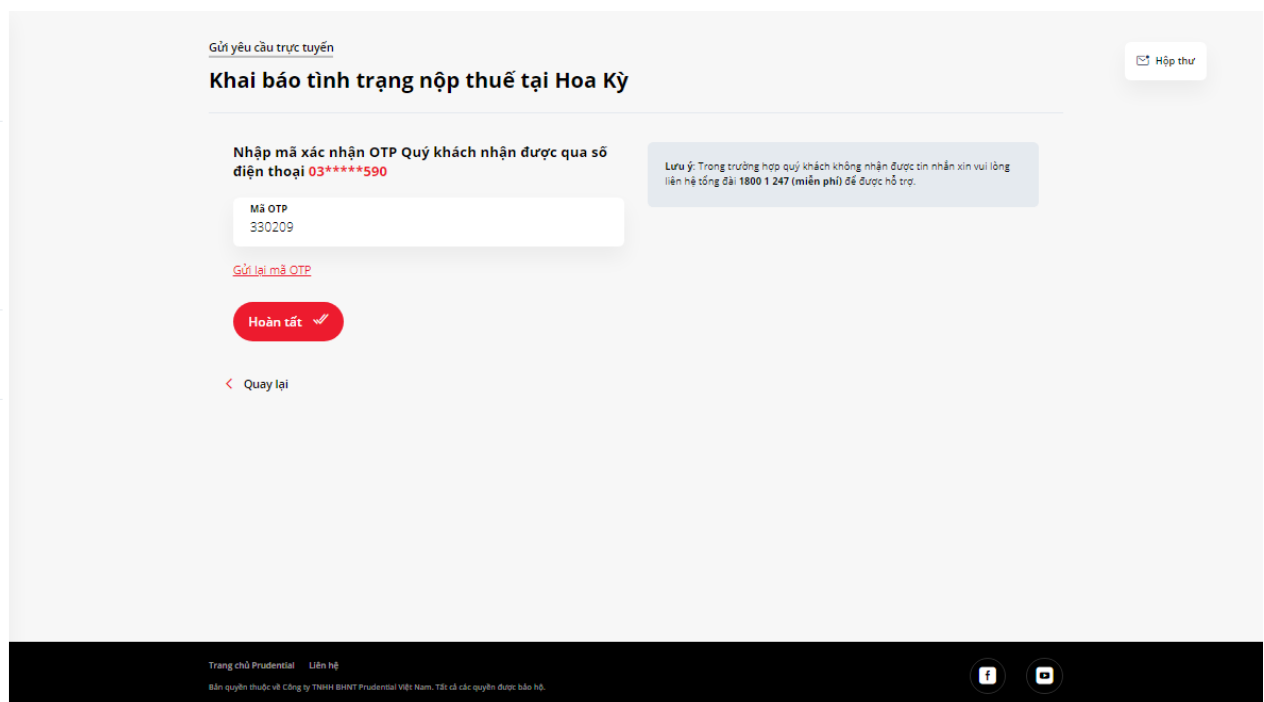 Gửi yêu cầu trực tuyến
Hộp thư
Khai báo tình trạng nộp thuế tại Hoa Kỳ
Nhập mã xác nhận OTP Quý khách nhận được qua số
điện thoại 03*****590
Lưu ý: Trong trường hợp quý khách không nhận được tin nhắn xin vui lòng
liên hệ tổng đài 1800 1 247 (miễn phí) để được hỗ trợ.
Mã OTP
330209
Gửi lại mã OTP
Hoàn tất
Quay lại
Trang chủ Prudential Liên hệ
Bản quyền thuộc về Công ty TNHH BHNT Prudential Việt Nam. Tất cả các quyền được bảo hộ.